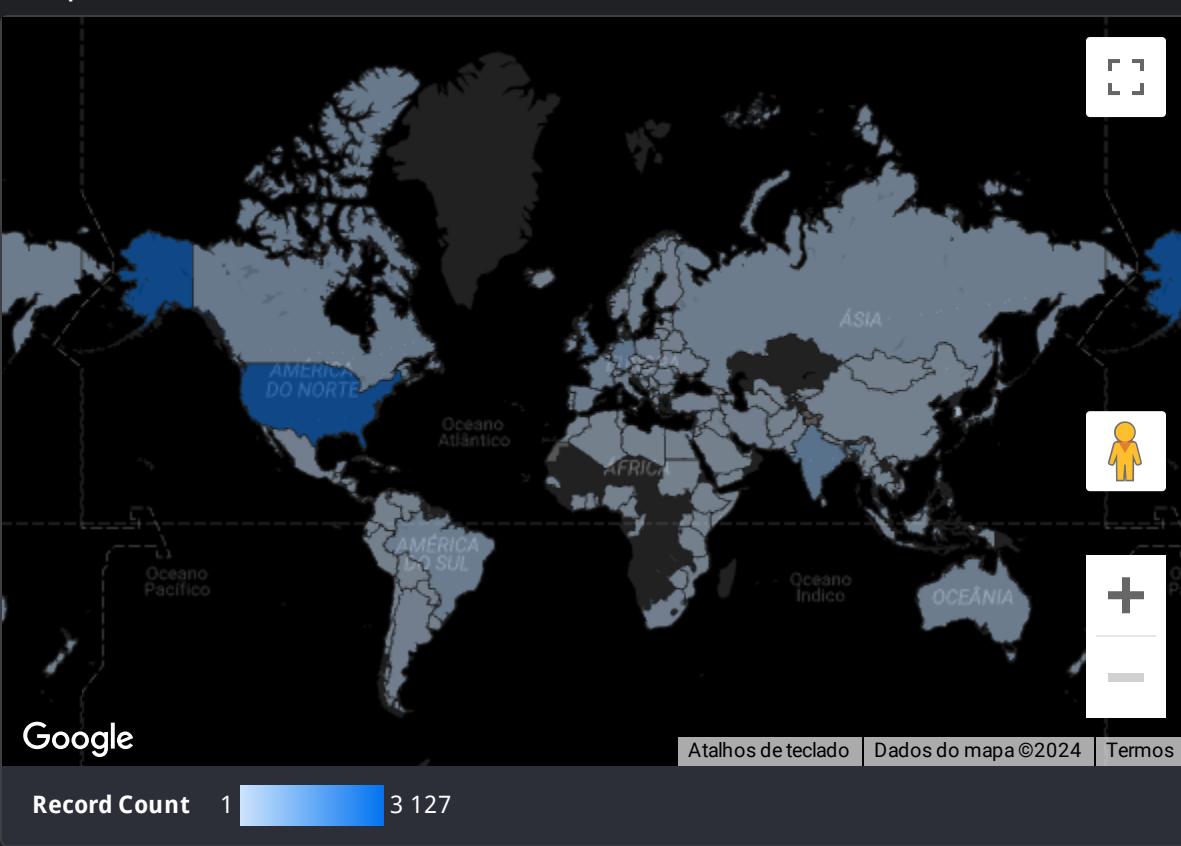 ÁSIA
AMÉRICA
DO NORTE
EUROPA
Oceano
Atlântico
ÁFRICA
AMÉRICA
DO SUL
Oceano
Pacífico
Oceano
Índico
OCEÂNIA
Google
Atalhos de teclado
Dados do mapa ©2024
Termos
Record Count 1 3 127